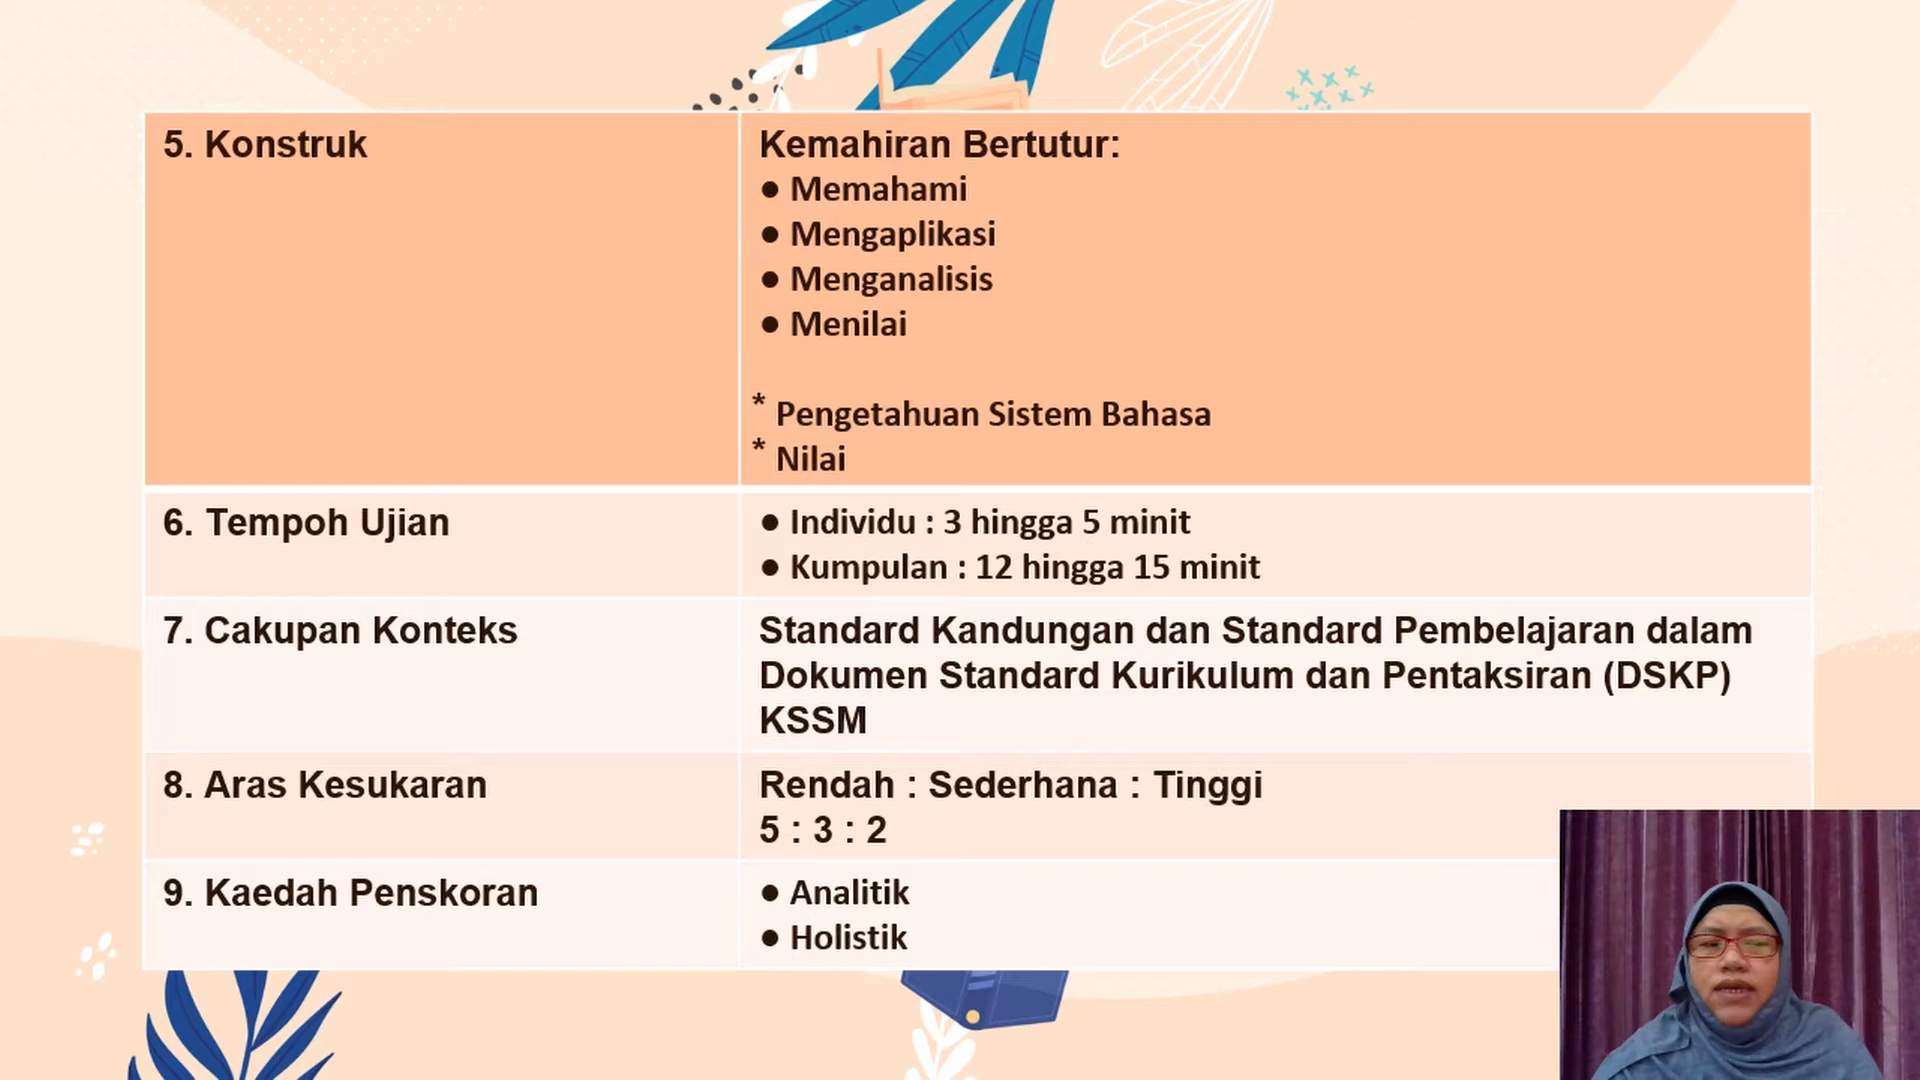 5. Konstruk
Kemahiran Bertutur:
● Memahami
● Mengaplikasi
● Menganalisis
● Menilai
* Pengetahuan Sistem Bahasa
* Nilai
6. Tempoh Ujian
● Individu : 3 hingga 5 minit
● Kumpulan : 12 hingga 15 minit
7. Cakupan Konteks
Standard Kandungan dan Standard Pembelajaran dalam
Dokumen Standard Kurikulum dan Pentaksiran (DSKP)
KSSM
8. Aras Kesukaran
Rendah : Sederhana : Tinggi
5 : 3 : 2
9. Kaedah Penskoran
● Analitik
● Holistik